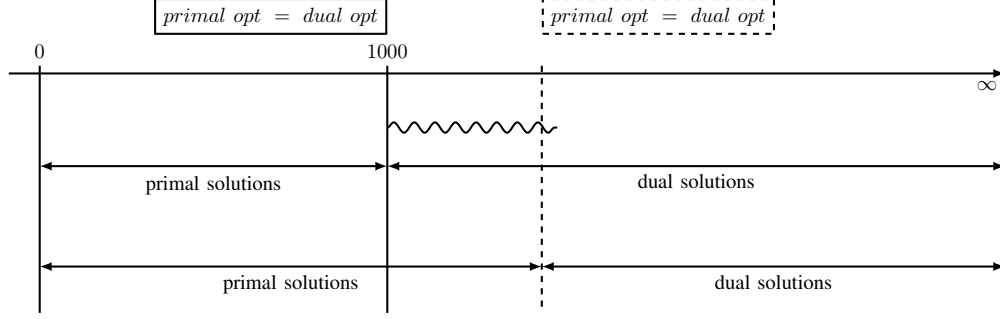 primal opt = dual opt
primal opt = dual opt
0
1000
∞
primal solutions
dual solutions
primal solutions
dual solutions